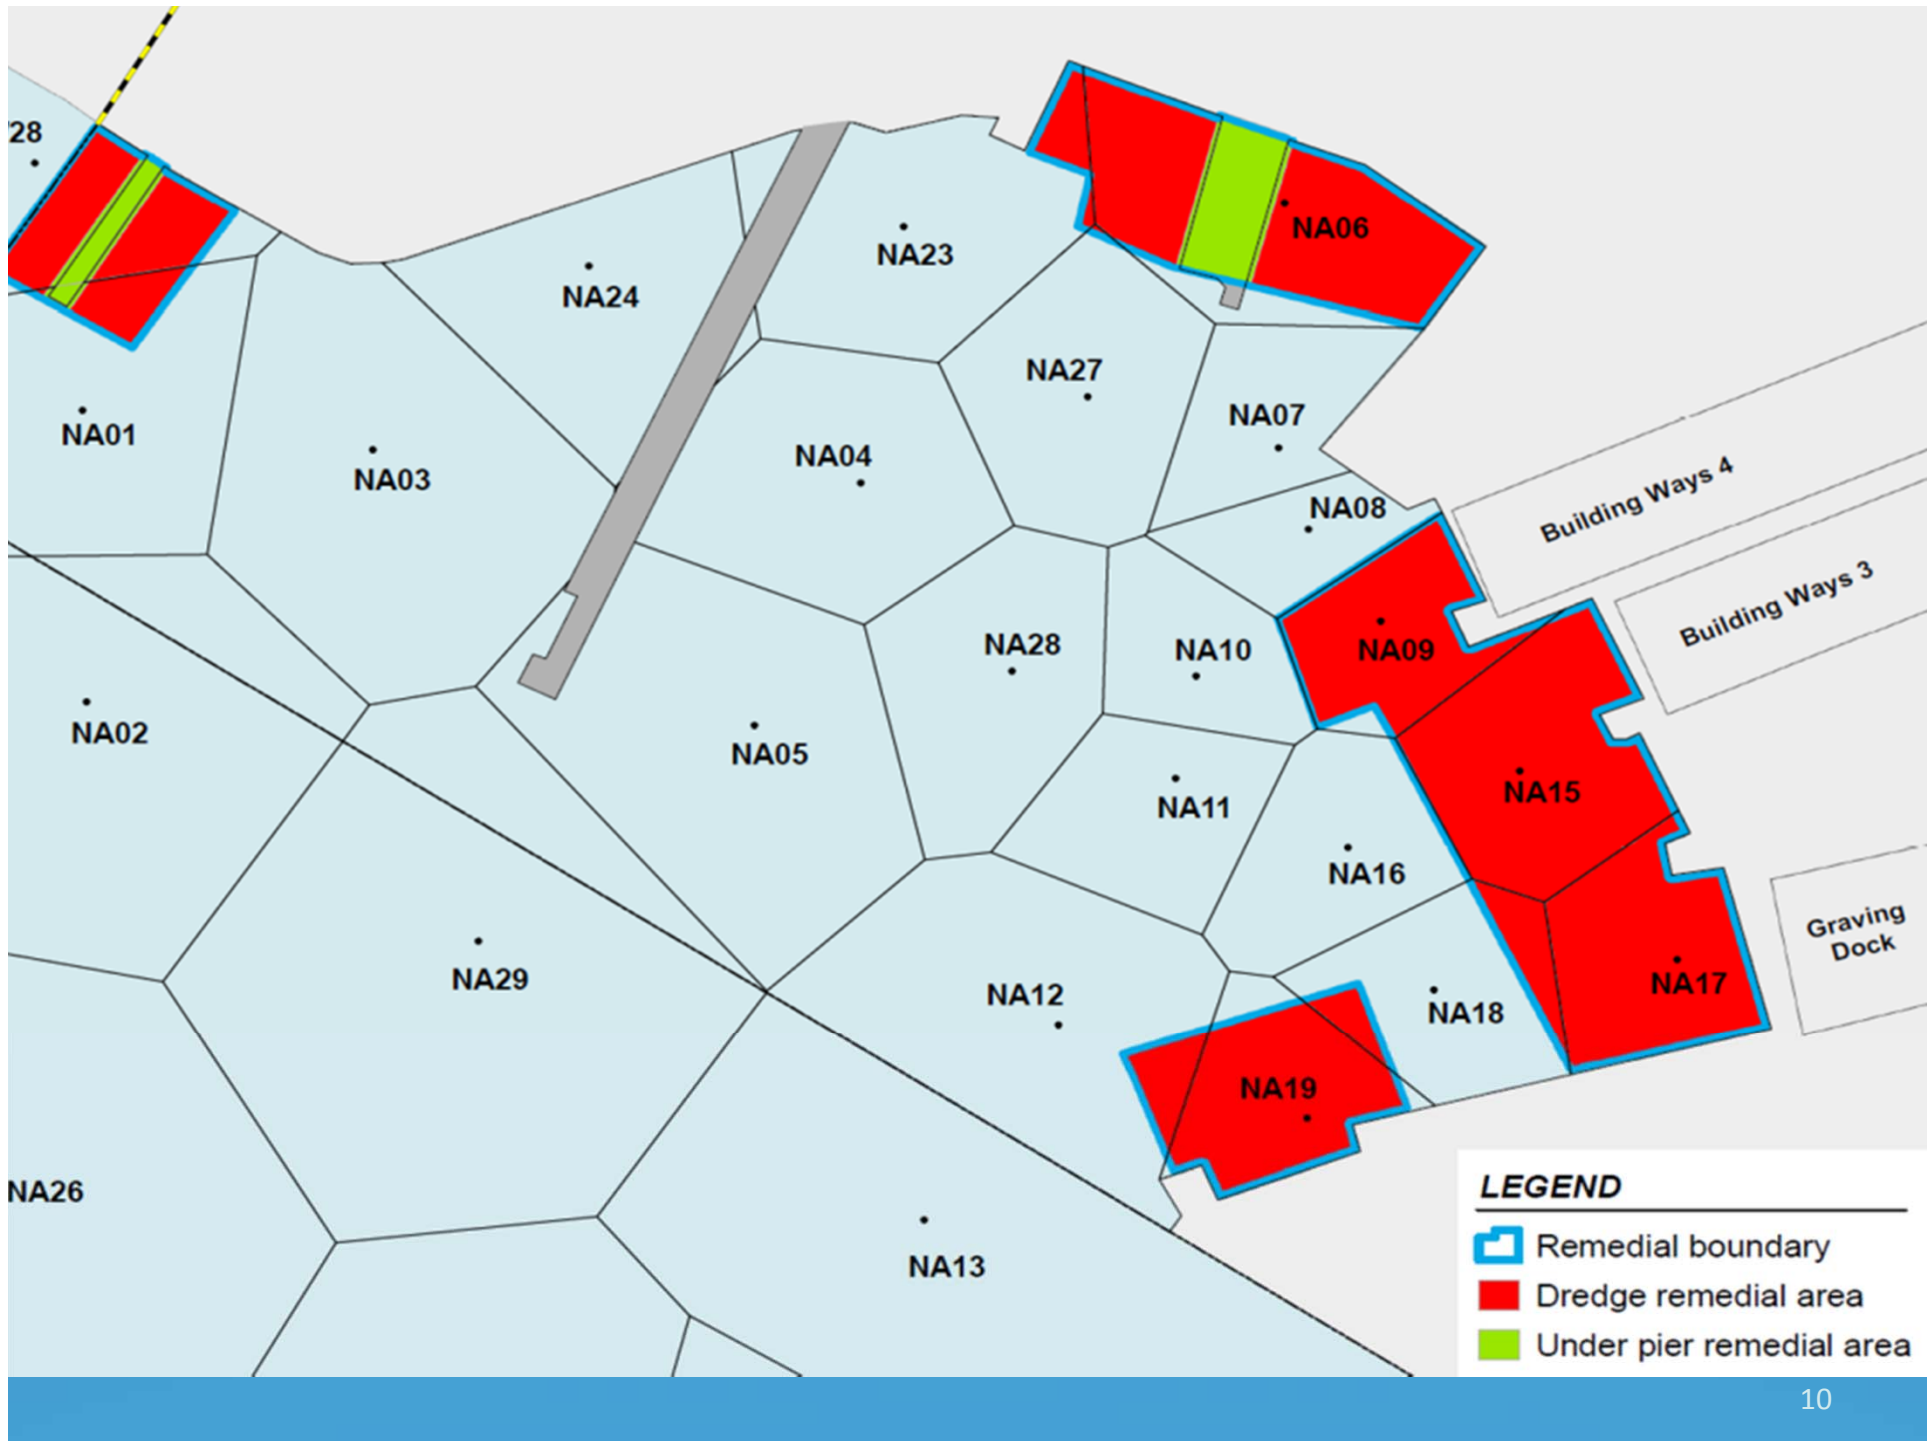 '28
NA06
NA23
NA24
NA27
NA07
NA01
NA04
NA03
Building Ways 4
NA08
Building Ways 3
NA28
NA10
NA09
NA02
NA05
NA15
NA11
NA16
Graving
Dock
NA29
NA12
NA17
NA18
NA19
NA26
NA13
LEGEND
Remedial boundary
Dredge remedial area
Under pier remedial area
10